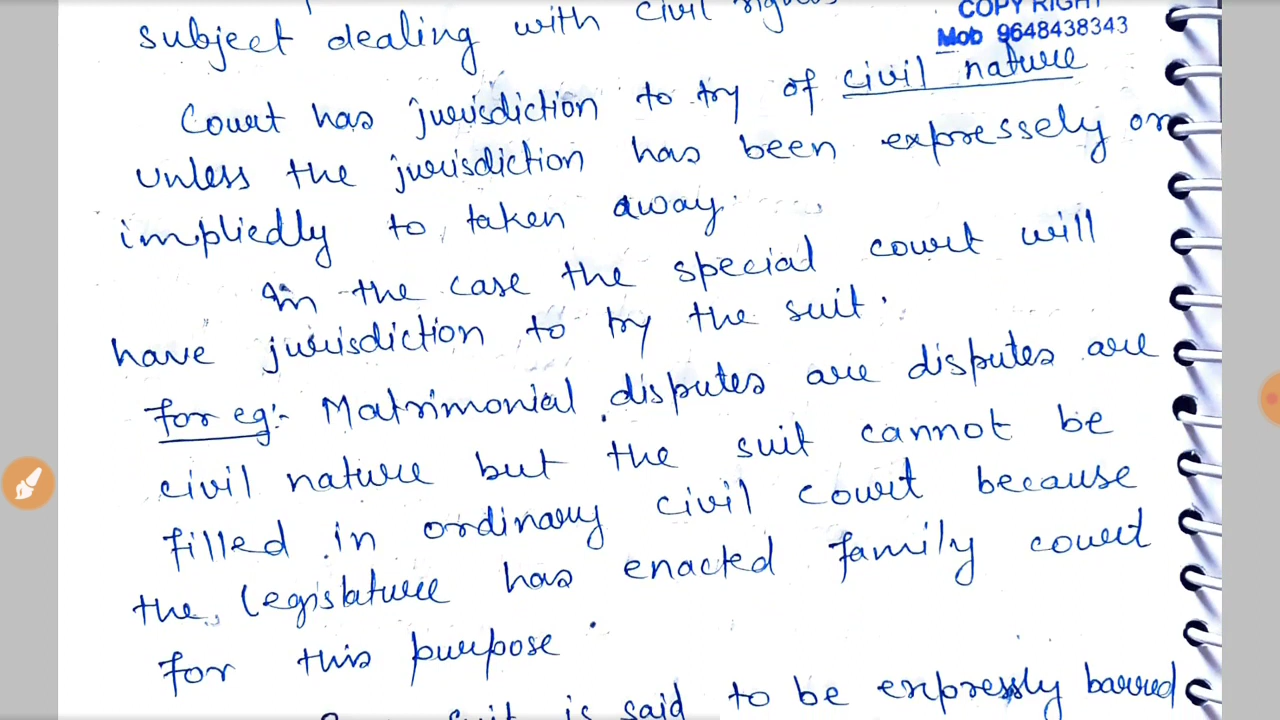 subject dealing with civil rights
COPY RIGHT
Mob 9648438343
Court has jurisdiction to try of civil nature
unless the jurisdiction has been expressely or
impliedly to taken away.
In the case the special court will
have jurisdiction to try the suit.
for eg:- Matrimonial disputes are disputes are
civil nature but the suit cannot be
filled in ordinary civil court because
the legislature has enacted family court
for this purpose
suit is said to be expressly barred